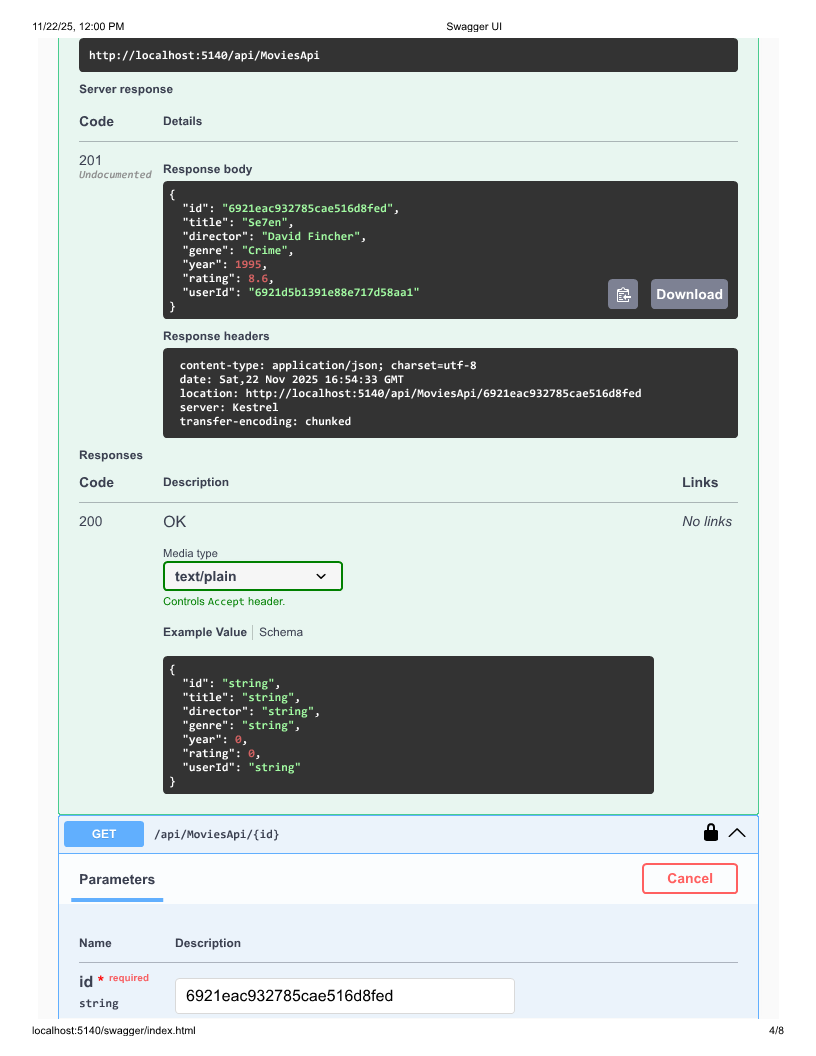 11/22/25, 12:00 PM Swagger UI
http://localhost:5140/api/MoviesApi
Server response
Code Details
201
Undocumented
Response body
{
  "id": "6921eac932785cae516d8fed",
  "title": "Se7en",
  "director": "David Fincher",
  "genre": "Crime",
  "year": 1995,
  "rating": 8.6,
  "userId": "6921d5b1391e88e717d58aa1"
}
Download
Response headers
content-type: application/json; charset=utf-8
date: Sat,22 Nov 2025 16:54:33 GMT
location: http://localhost:5140/api/MoviesApi/6921eac932785cae516d8fed
server: Kestrel
transfer-encoding: chunked
Responses
Code Description Links
200 OK No links
Media type
text/plain
Controls Accept header.
Example Value Schema
{
  "id": "string",
  "title": "string",
  "director": "string",
  "genre": "string",
  "year": 0,
  "rating": 0,
  "userId": "string"
}
GET /api/MoviesApi/{id}
Parameters Cancel
Name Description
id * required
string
6921eac932785cae516d8fed
localhost:5140/swagger/index.html 4/8